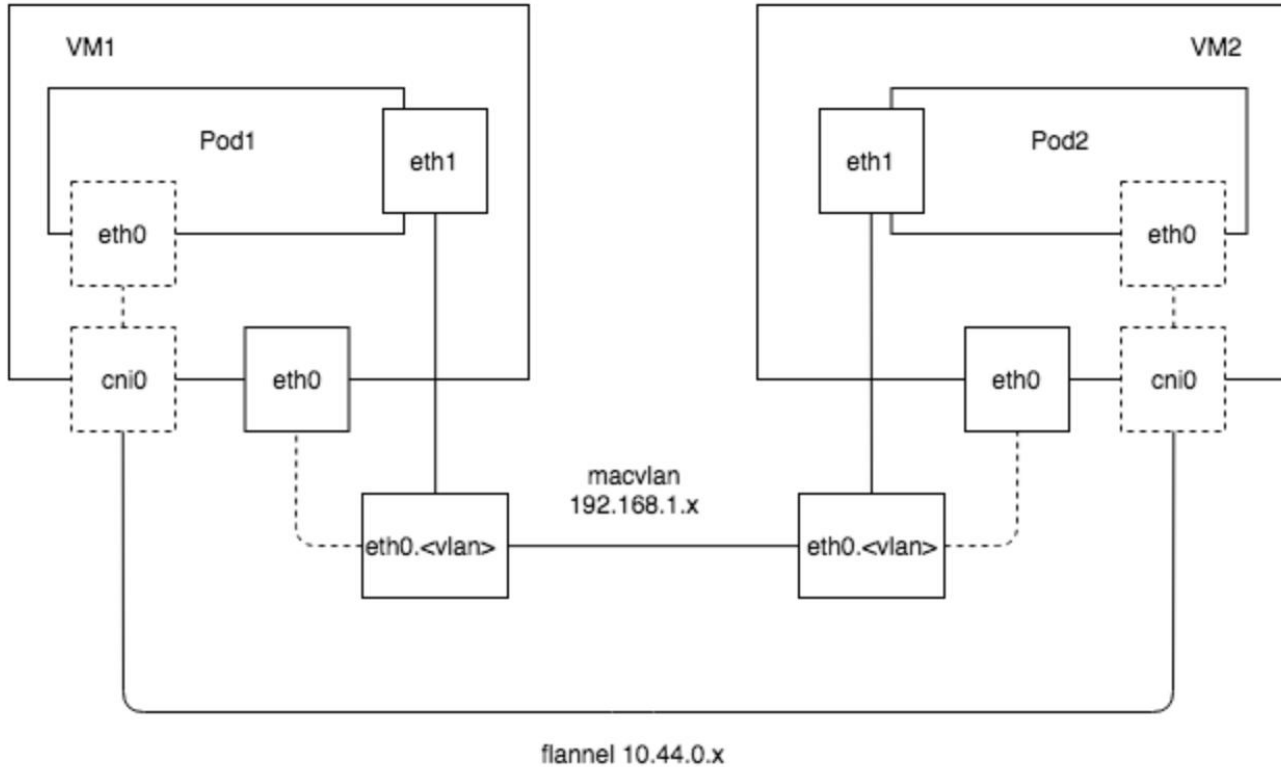 VM1
VM2
Pod1
eth1
eth1
Pod2
eth0
eth0
cni0
eth0
eth0
cni0
macvlan
192.168.1.x
eth0.<vlan>
eth0.<vlan>
flannel 10.44.0.x